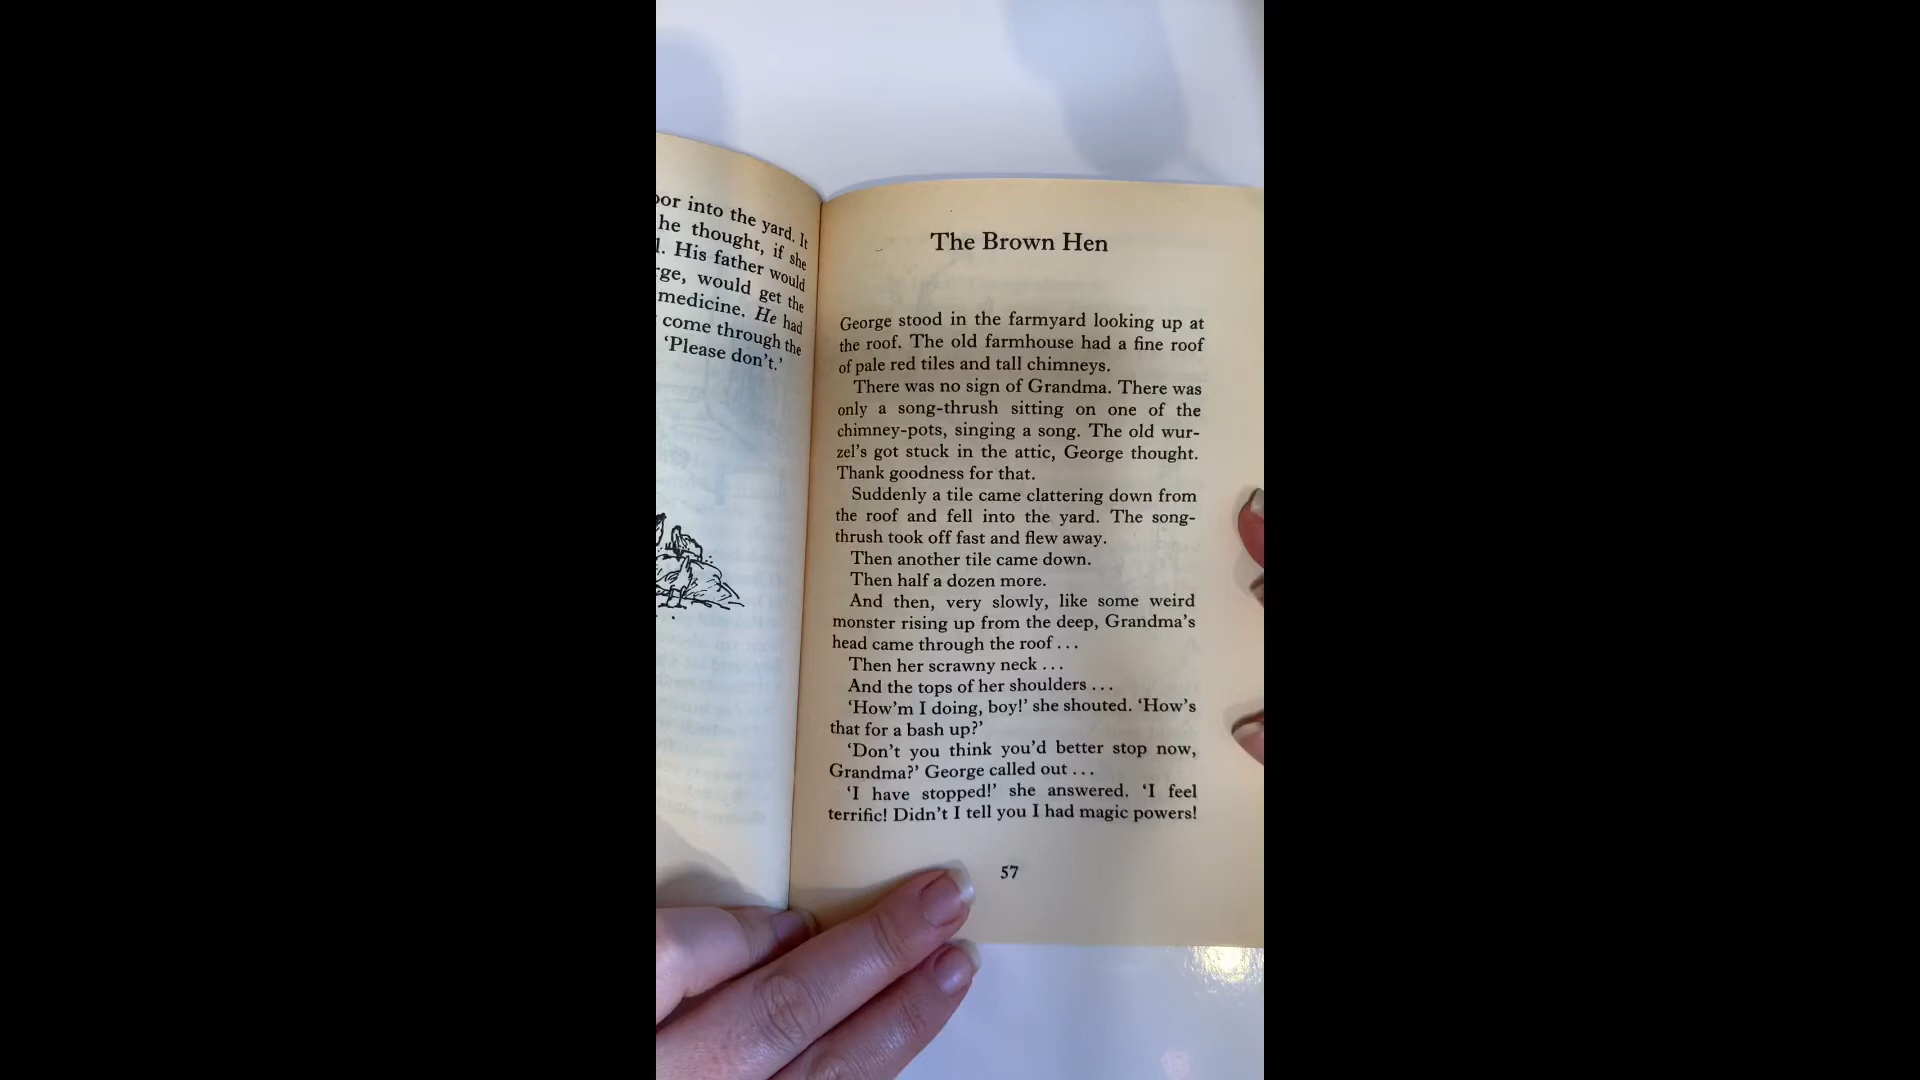 into the yard. It
he thought, if she
His father would
would get the
medicine. He had
come through the
'Please don't.'
The Brown Hen
George stood in the farmyard looking up at
the roof. The old farmhouse had a fine roof
of pale red tiles and tall chimneys.
There was no sign of Grandma. There was
only a song-thrush sitting on one of the
chimney-pots, singing a song. The old wur-
zel's got stuck in the attic, George thought.
Thank goodness for that.
Suddenly a tile came clattering down from
the roof and fell into the yard. The song-
thrush took off fast and flew away.
Then another tile came down.
Then half a dozen more.
And then, very slowly, like some weird
monster rising up from the deep, Grandma's
head came through the roof ...
Then her scrawny neck ...
And the tops of her shoulders ...
'How'm I doing, boy!' she shouted. 'How's
that for a bash up?'
'Don't you think you'd better stop now,
Grandma?' George called out ...
'I have stopped!' she answered. 'I feel
terrific! Didn't I tell you I had magic powers!
57